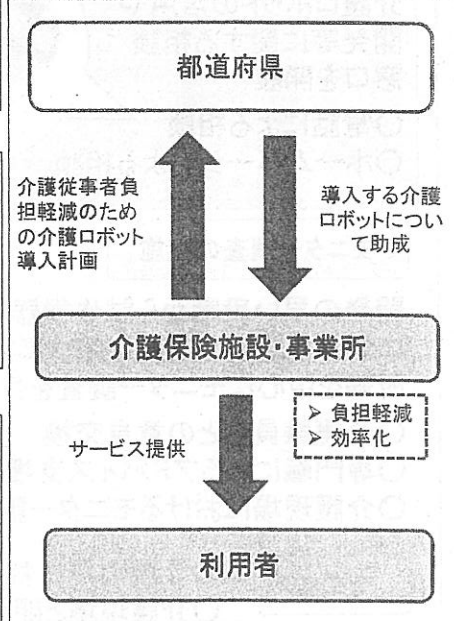 都道府県
介護従事者負
担軽減のため
の介護ロボット
導入計画
導入する介護
ロボットについ
て助成
介護保険施設・事業所
サービス提供
➢ 負担軽減
➢ 効率化
利用者